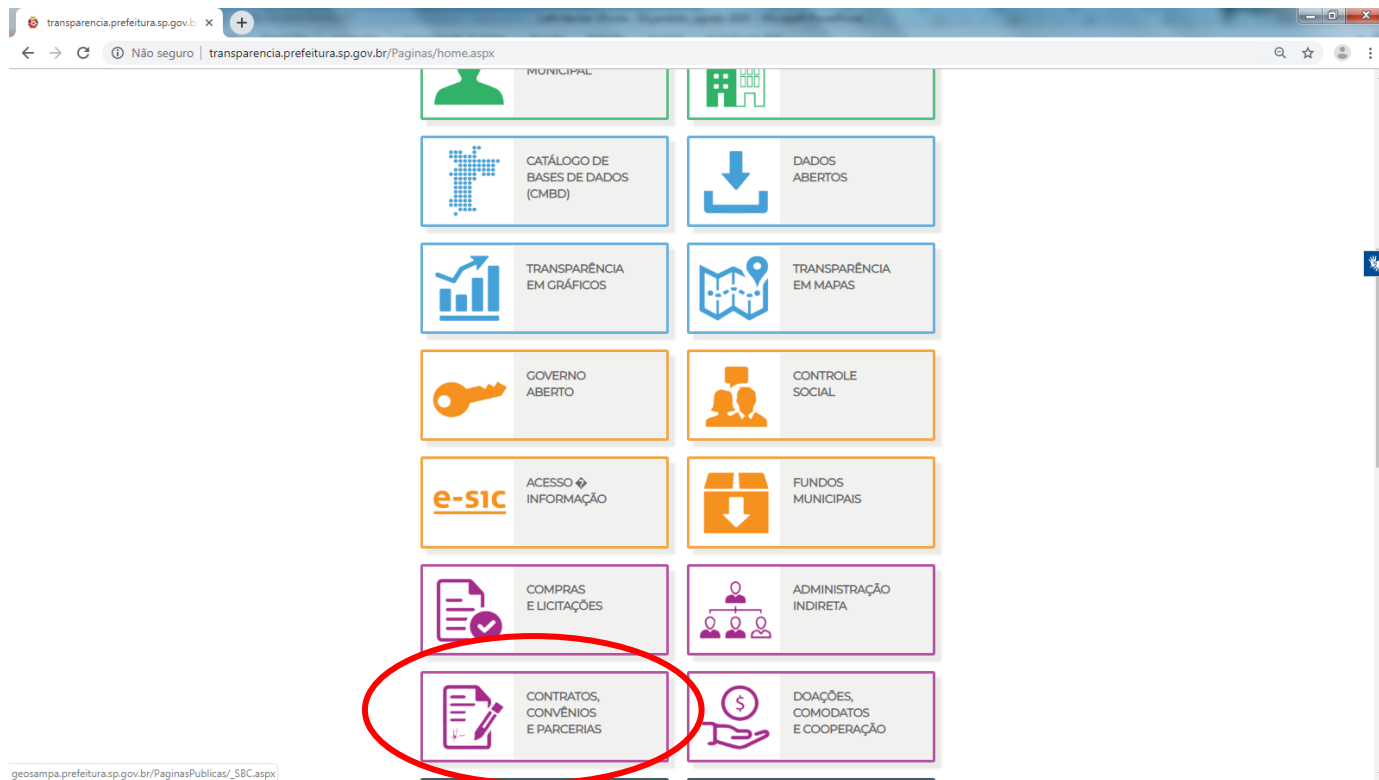 transparencia.prefeitura.sp.gov.b
Não seguro | transparencia.prefeitura.sp.gov.br/Paginas/home.aspx
MUNICIPAL
CATÁLOGO DE
BASES DE DADOS
(CMBD)
DADOS
ABERTOS
TRANSPARÊNCIA
EM GRÁFICOS
TRANSPARÊNCIA
EM MAPAS
GOVERNO
ABERTO
CONTROLE
SOCIAL
e-sic
ACESSO �
INFORMAÇÃO
FUNDOS
MUNICIPAIS
COMPRAS
E LICITAÇÕES
ADMINISTRAÇÃO
INDIRETA
CONTRATOS,
CONVÊNIOS
E PARCERIAS
$
DOAÇÕES,
COMODATOS
E COOPERAÇÃO
geosampa.prefeitura.sp.gov.br/PaginasPublicas/_SBC.aspx